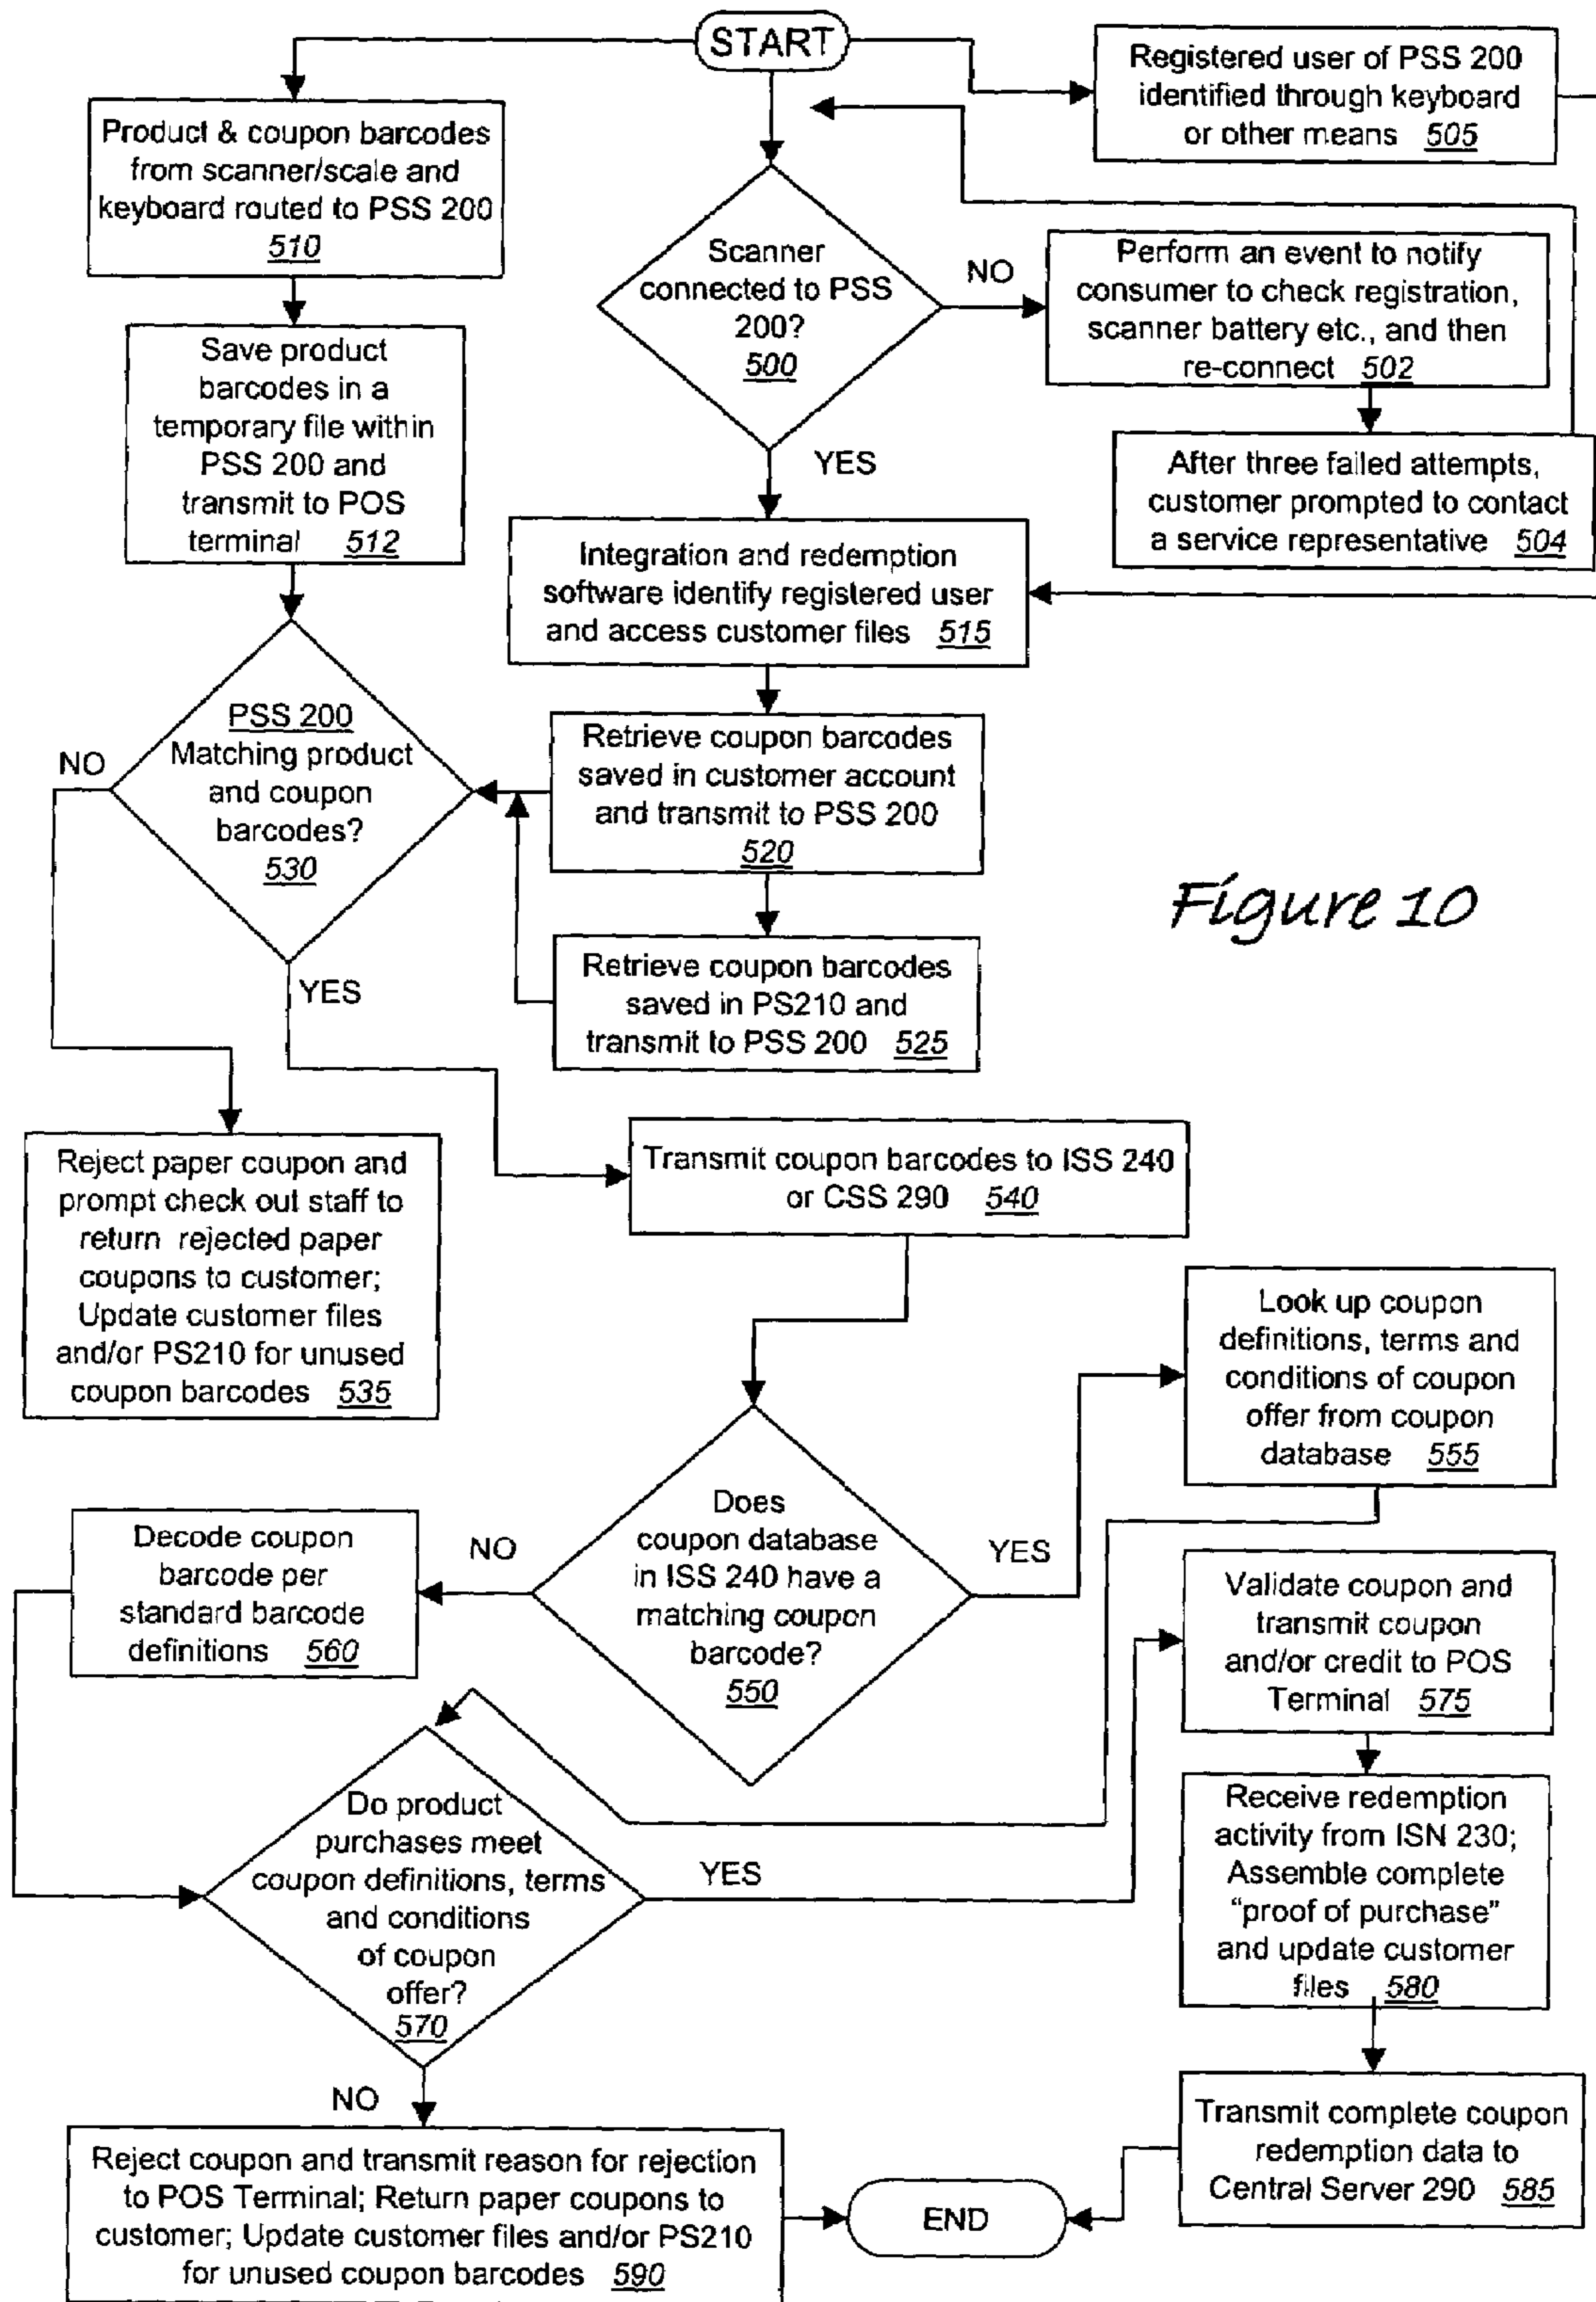 START
Registered user of PSS 200
identified through keyboard
or other means 505
Product & coupon barcodes
from scanner/scale and
keyboard routed to PSS 200
510
Scanner
connected to PSS
200?
500
NO
Perform an event to notify
consumer to check registration,
scanner battery etc., and then
re-connect 502
Save product
barcodes in a
temporary file within
PSS 200 and
transmit to POS
terminal 512
YES
After three failed attempts,
customer prompted to contact
a service representative 504
Integration and redemption
software identify registered user
and access customer files 515
PSS 200
Matching product
and coupon
barcodes?
530
NO
Retrieve coupon barcodes
saved in customer account
and transmit to PSS 200
520
Figure 10
YES
Retrieve coupon barcodes
saved in PS210 and
transmit to PSS 200 525
Reject paper coupon and
prompt check out staff to
return rejected paper
coupons to customer;
Update customer files
and/or PS210 for unused
coupon barcodes 535
Transmit coupon barcodes to ISS 240
or CSS 290 540
Look up coupon
definitions, terms and
conditions of coupon
offer from coupon
database 555
Does
coupon database
in ISS 240 have a
matching coupon
barcode?
550
NO
YES
Decode coupon
barcode per
standard barcode
definitions 560
Validate coupon and
transmit coupon
and/or credit to POS
Terminal 575
Do product
purchases meet
coupon definitions, terms
and conditions
of coupon
offer?
570
YES
Receive redemption
activity from ISN 230;
Assemble complete
“proof of purchase”
and update customer
files 580
NO
Transmit complete coupon
redemption data to
Central Server 290 585
Reject coupon and transmit reason for rejection
to POS Terminal; Return paper coupons to
customer; Update customer files and/or PS210
for unused coupon barcodes 590
END